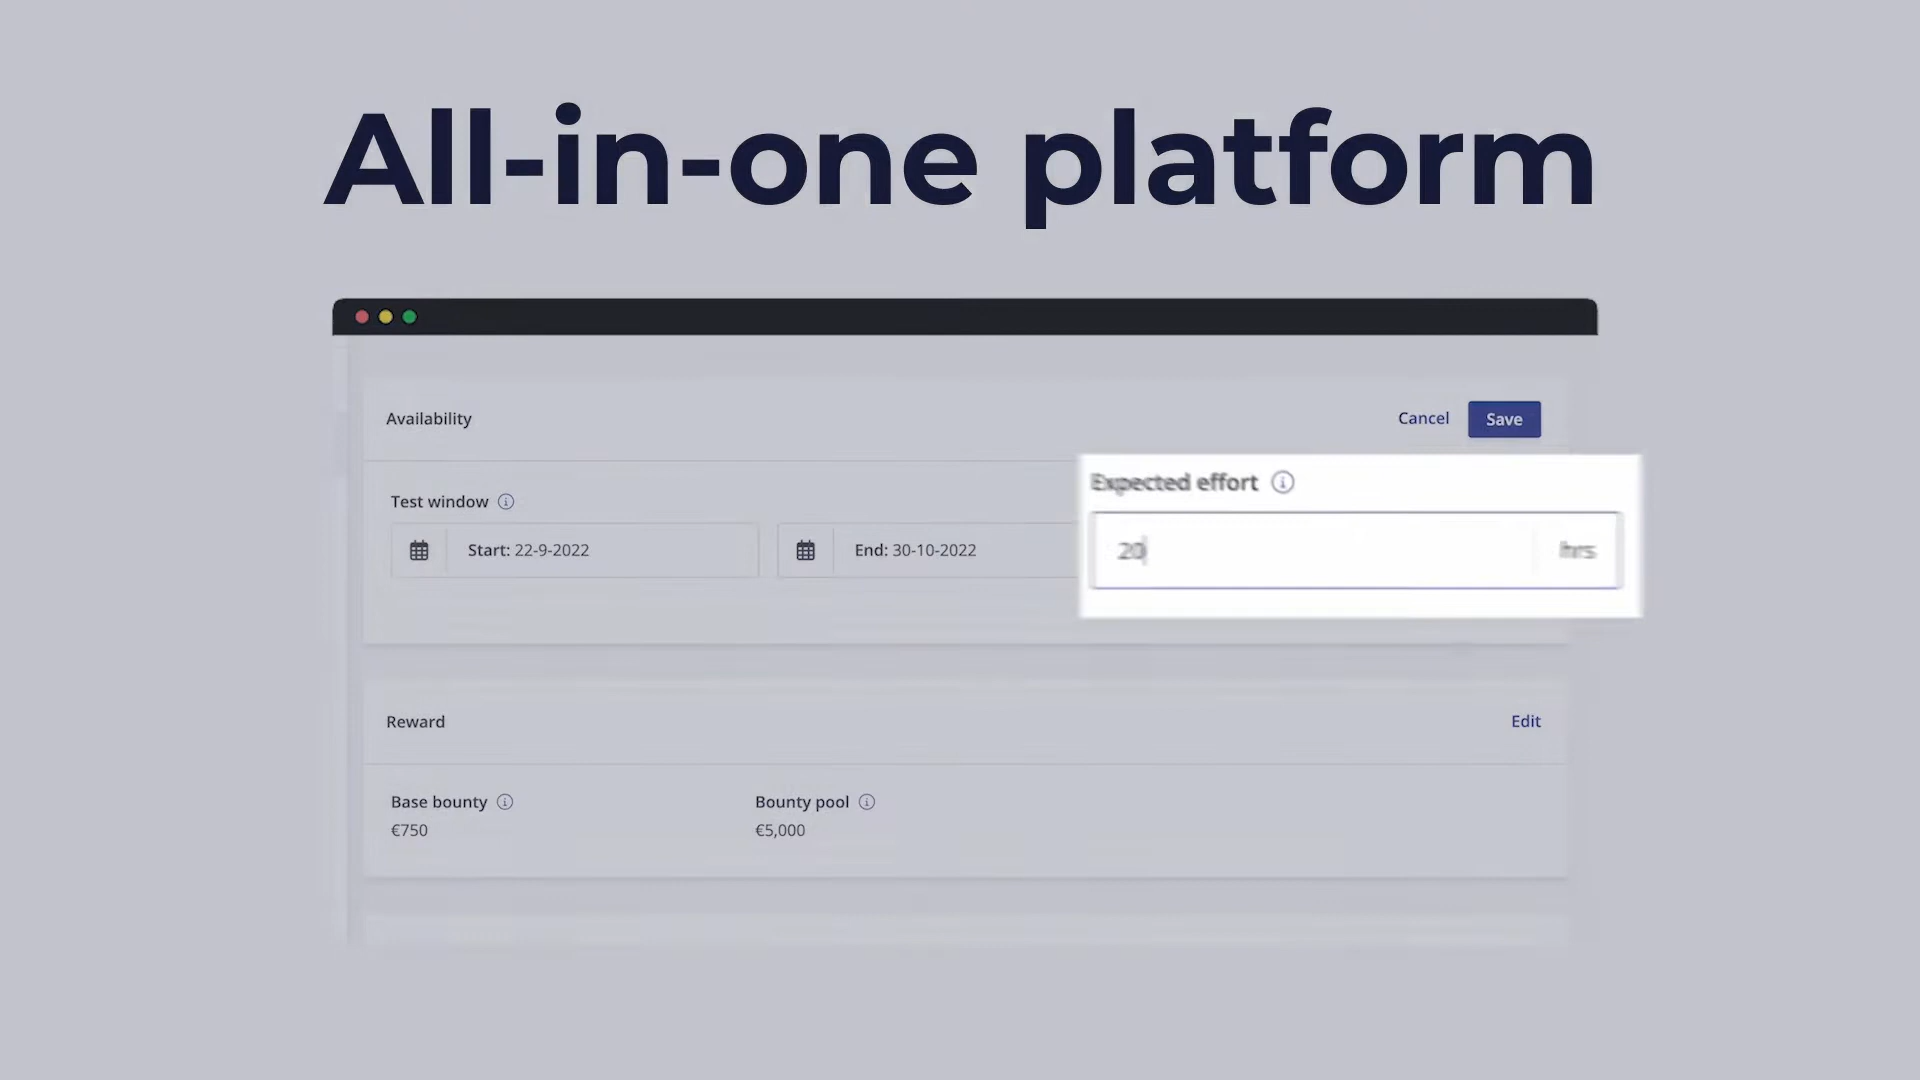 All-in-one platform
Availability
Cancel
Save
Test window
Start: 22-9-2022
End: 30-10-2022
Expected effort
20
hrs
Reward
Edit
Base bounty
€750
Bounty pool
€5,000